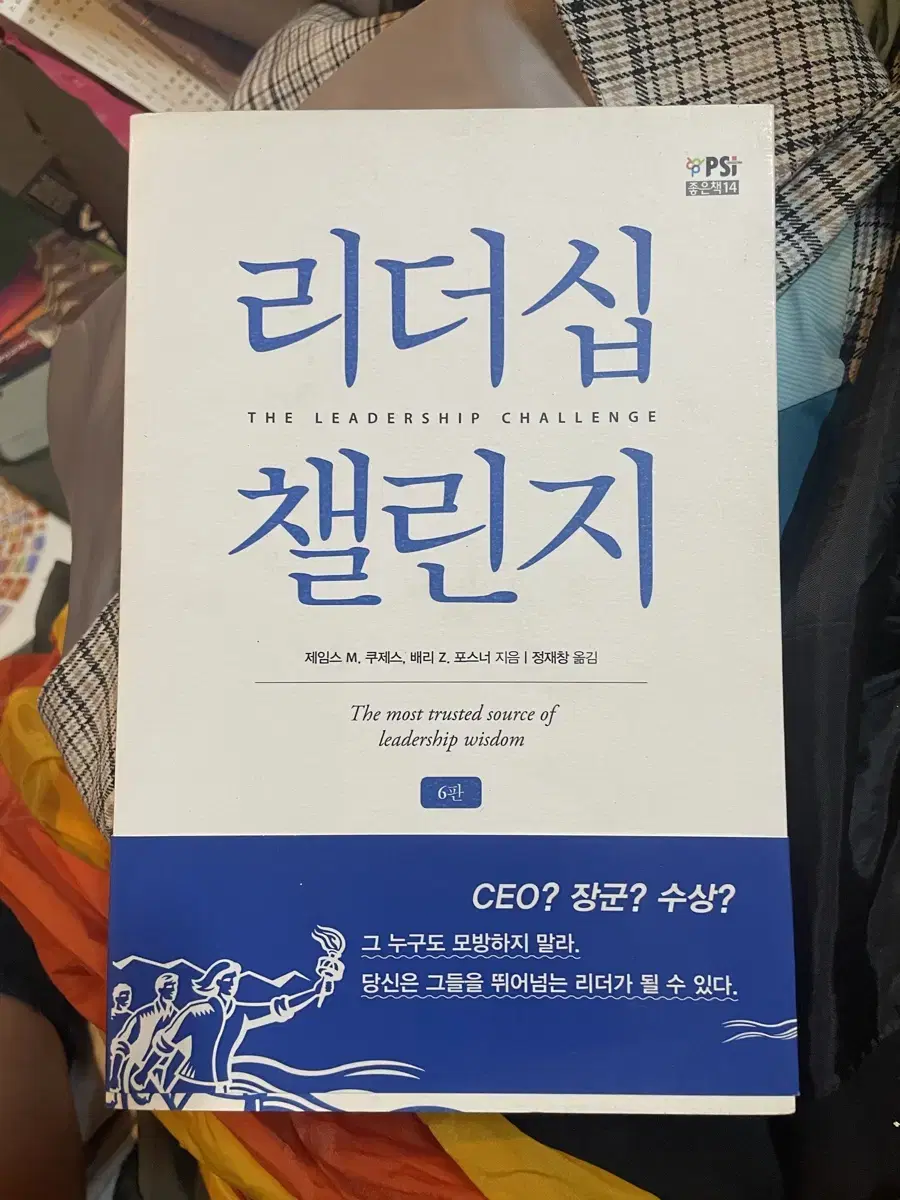 PSi
좋은책14
리더십
THE LEADERSHIP CHALLENGE
챌린지
제임스 M. 쿠제스, 배리 Z. 포스너 지음 | 정재창 옮김
The most trusted source of
leadership wisdom
6판
CEO? 장군? 수상?
그 누구도 모방하지 말라.
당신은 그들을 뛰어넘는 리더가 될 수 있다.